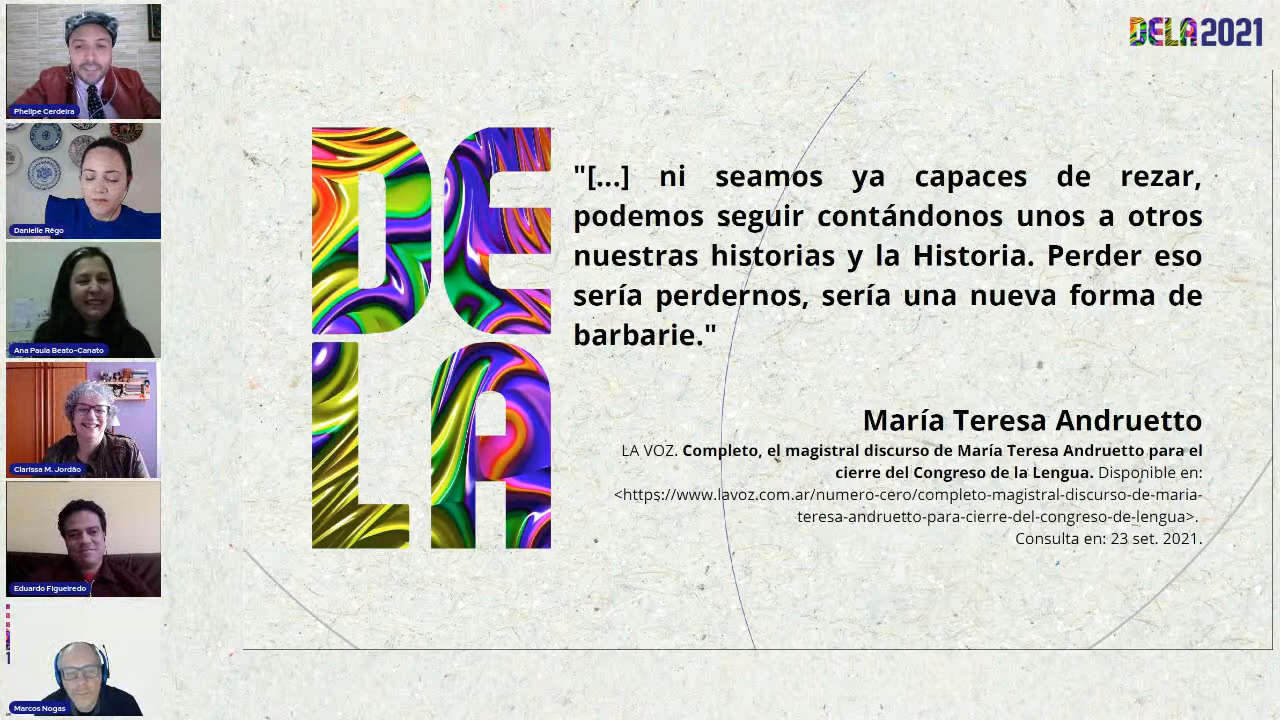 Phelipe Cerdeira
Danielle Rêgo
Ana Paula Beato-Canato
Clarissa M. Jordão
Eduardo Figueiredo
Marcos Nogas
DELA 2021
DE
LA
"[...] ni seamos ya capaces de rezar,
podemos seguir contándonos unos a otros
nuestras historias y la Historia. Perder eso
sería perdernos, sería una nueva forma de
barbarie."
María Teresa Andruetto
LA VOZ. Completo, el magistral discurso de María Teresa Andruetto para el
cierre del Congreso de la Lengua. Disponible en:
<https://www.lavoz.com.ar/numero-cero/completo-magistral-discurso-de-maria-
teresa-andruetto-para-cierre-del-congreso-de-lengua>.
Consulta en: 23 set. 2021.